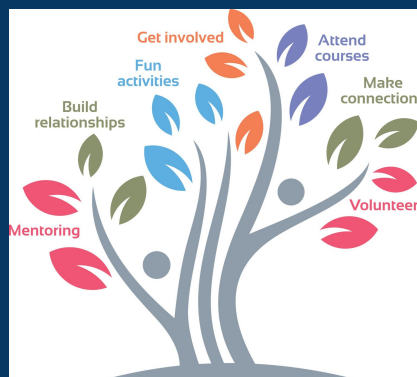 Get involved
Attend
courses
Fun
activities
Make
connection
Build
relationships
Mentoring
Volunteer